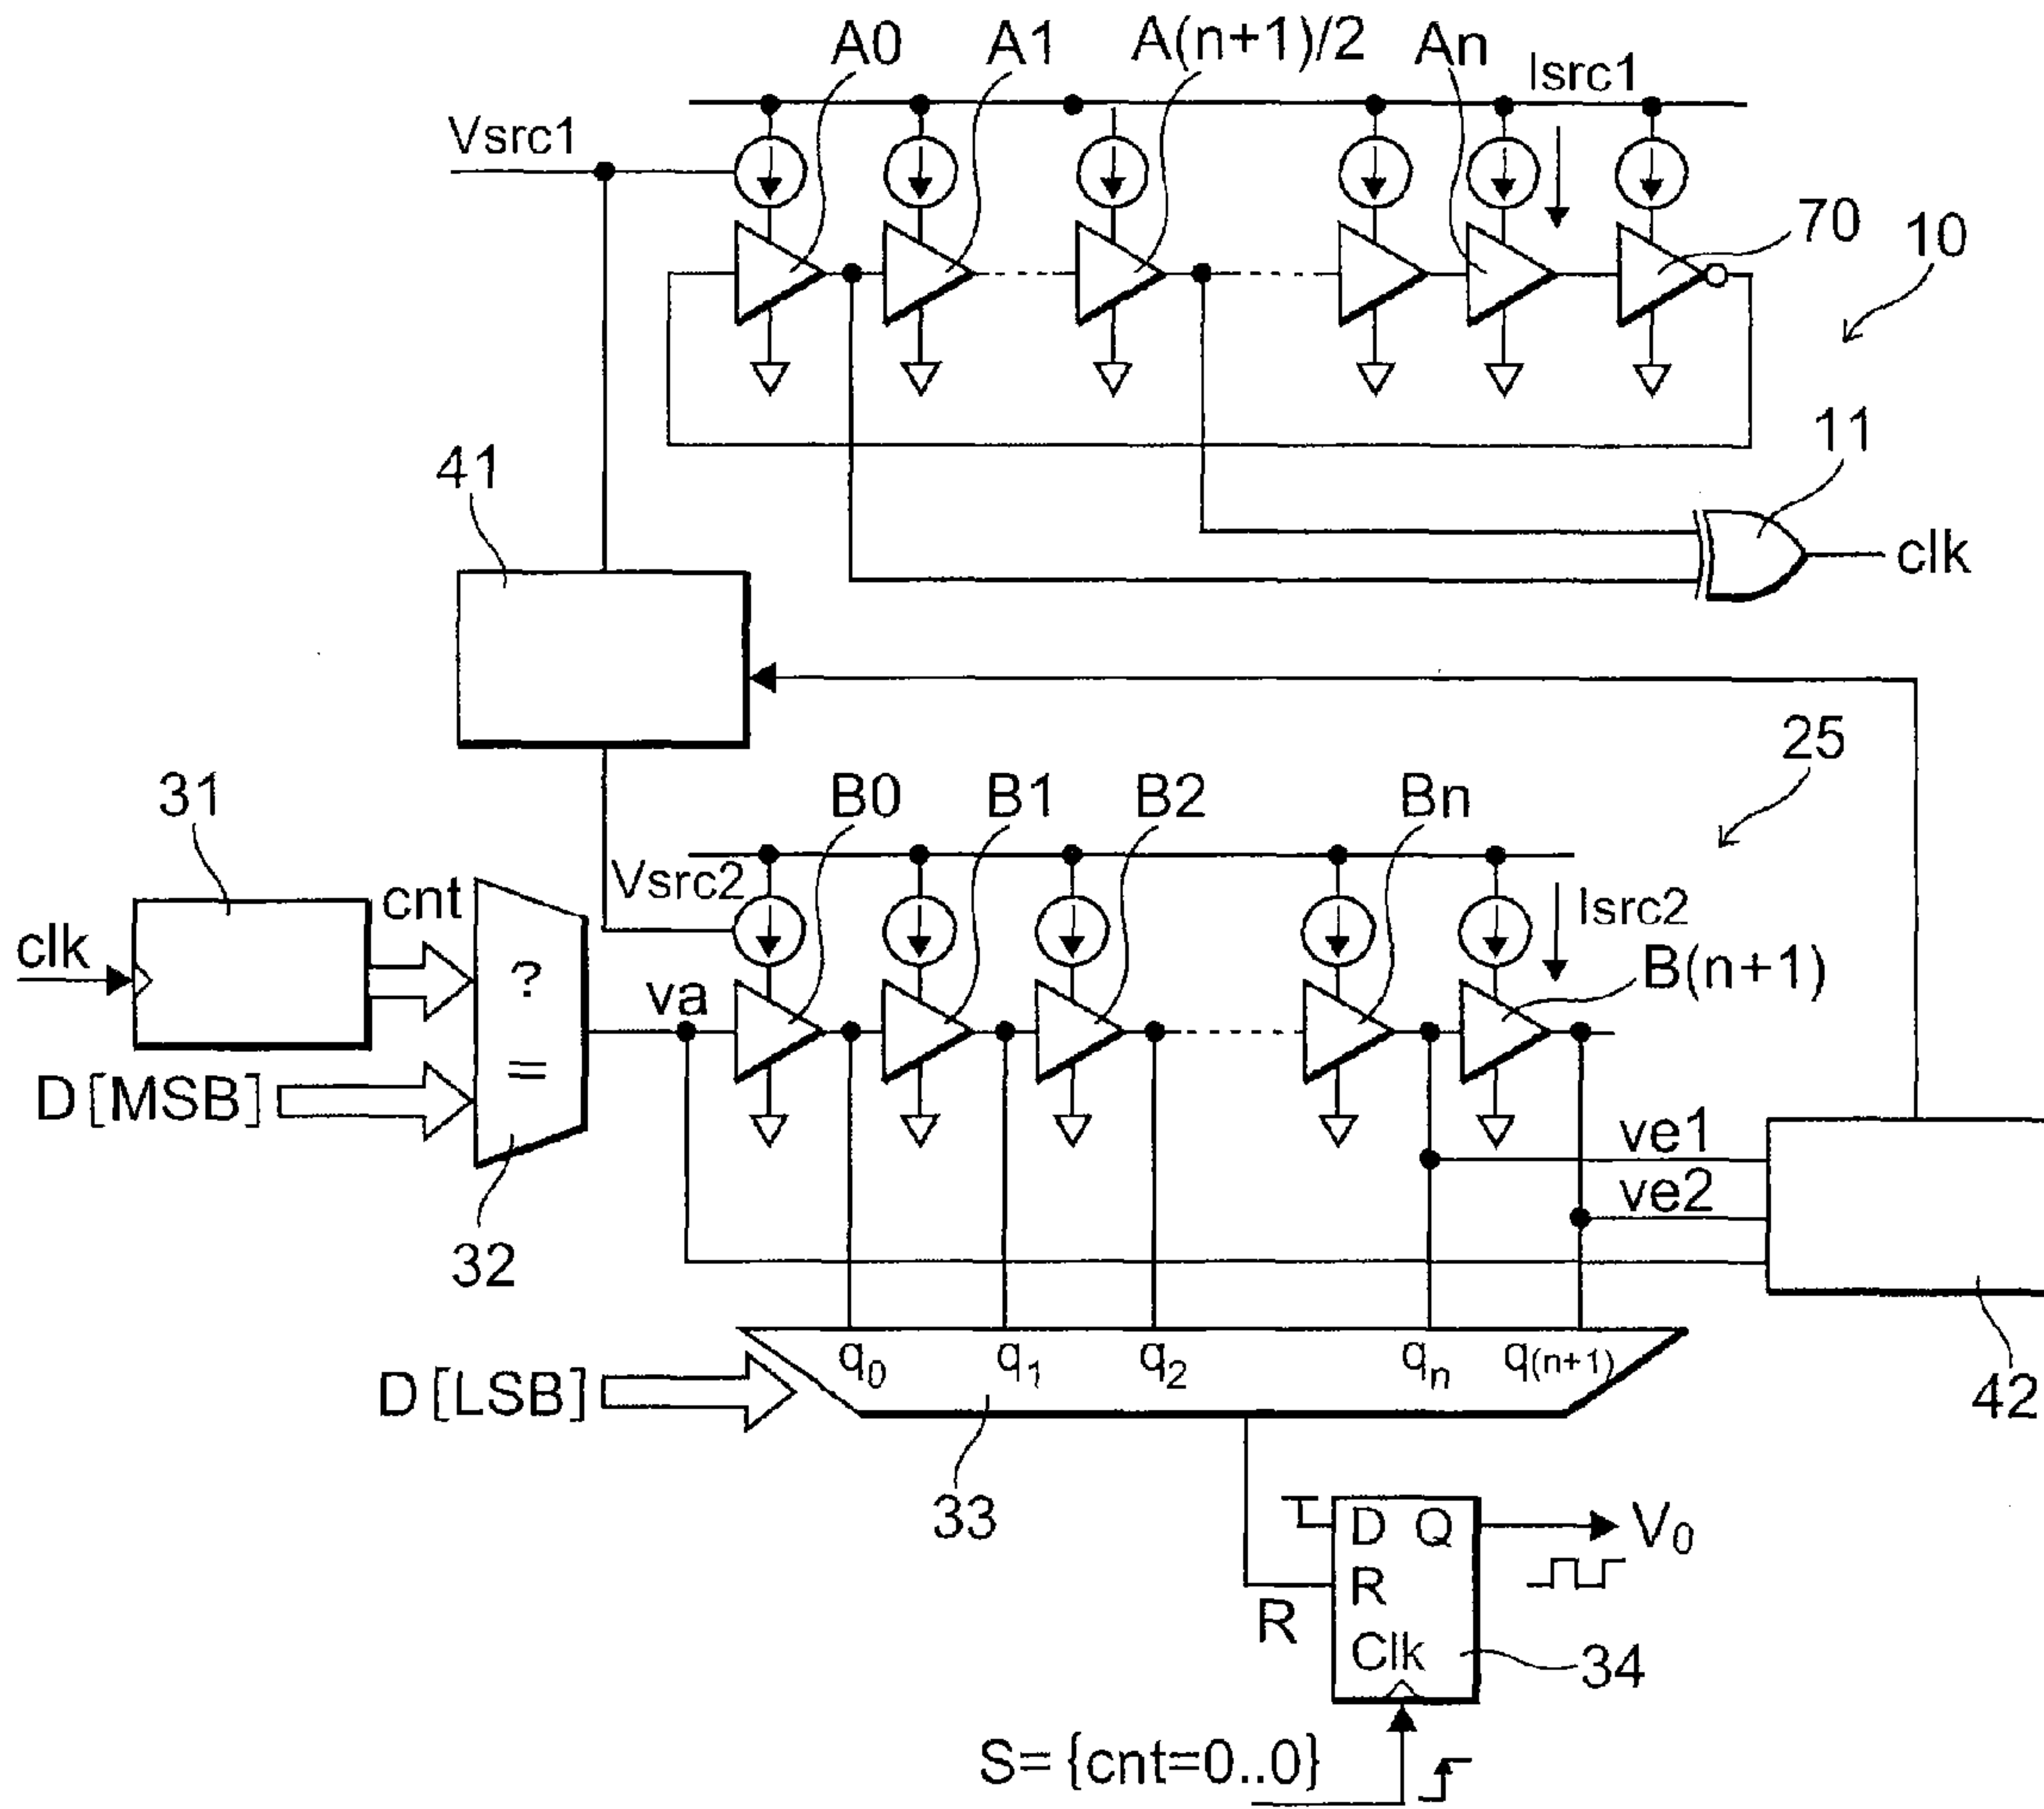 A0 A1 A(n+1)/2 An Isrc1
Vsrc1
70 10
11
41
clk
25
31 B0 B1 B2 Bn
cnt Vsrc2 Isrc2
clk ? B(n+1)
va
=
D[MSB] ve1
ve2
32
q0 q1 q2 qn q(n+1)
D[LSB] 42
33
D Q V0
R
R
Clk 34
S={cnt=0..0}